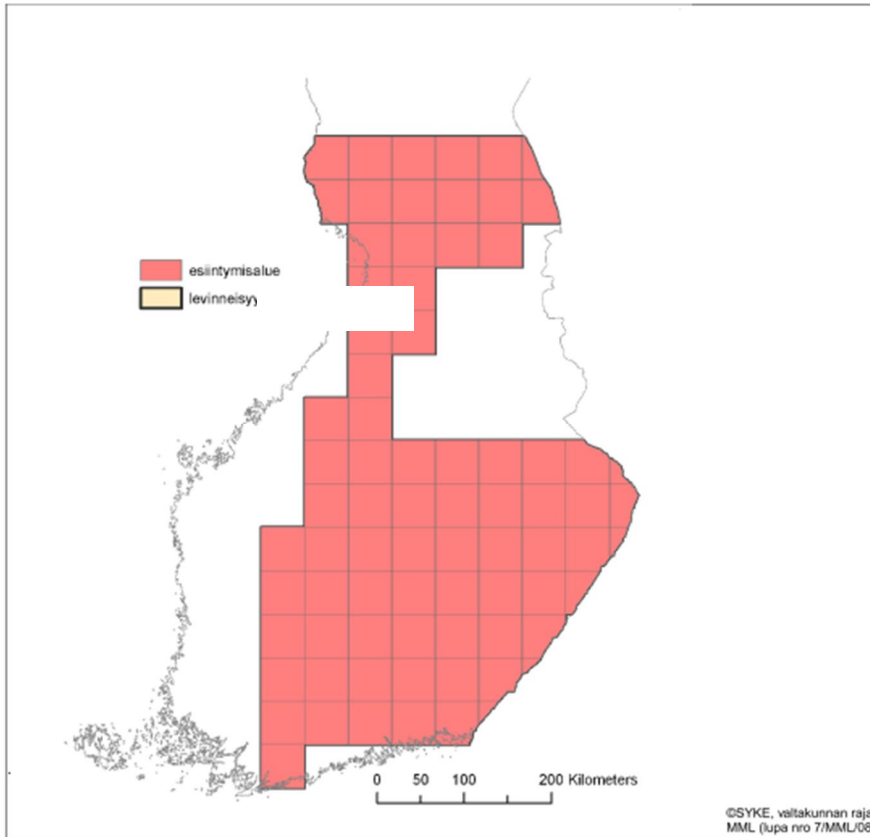 esiintymisalue
levinneisyy
0 50 100 200 Kilometers
©SYKE, valtakunnan raja
MML (lupa nro 7/MML/08